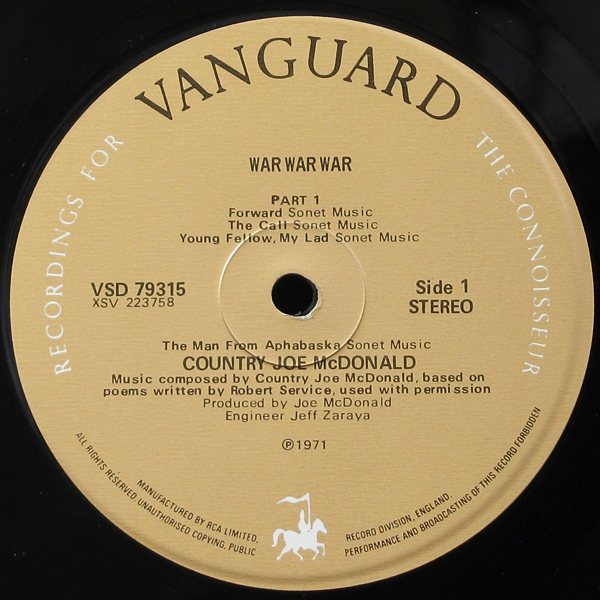 VANGUARD
RECORDINGS FOR THE CONNOISSEUR
WAR WAR WAR
PART 1
Forward Sonet Music
The Call Sonet Music
Young Fellow, My Lad Sonet Music
VSD 79315
XSV 223758
Side 1
STEREO
The Man From Aphabaska Sonet Music
COUNTRY JOE McDONALD
Music composed by Country Joe McDonald, based on
poems written by Robert Service, used with permission
Produced by Joe McDonald
Engineer Jeff Zaraya
℗1971
MANUFACTURED BY RCA LIMITED, RECORD DIVISION, ENGLAND.
ALL RIGHTS RESERVED. UNAUTHORISED COPYING, PUBLIC PERFORMANCE AND BROADCASTING OF THIS RECORD FORBIDDEN